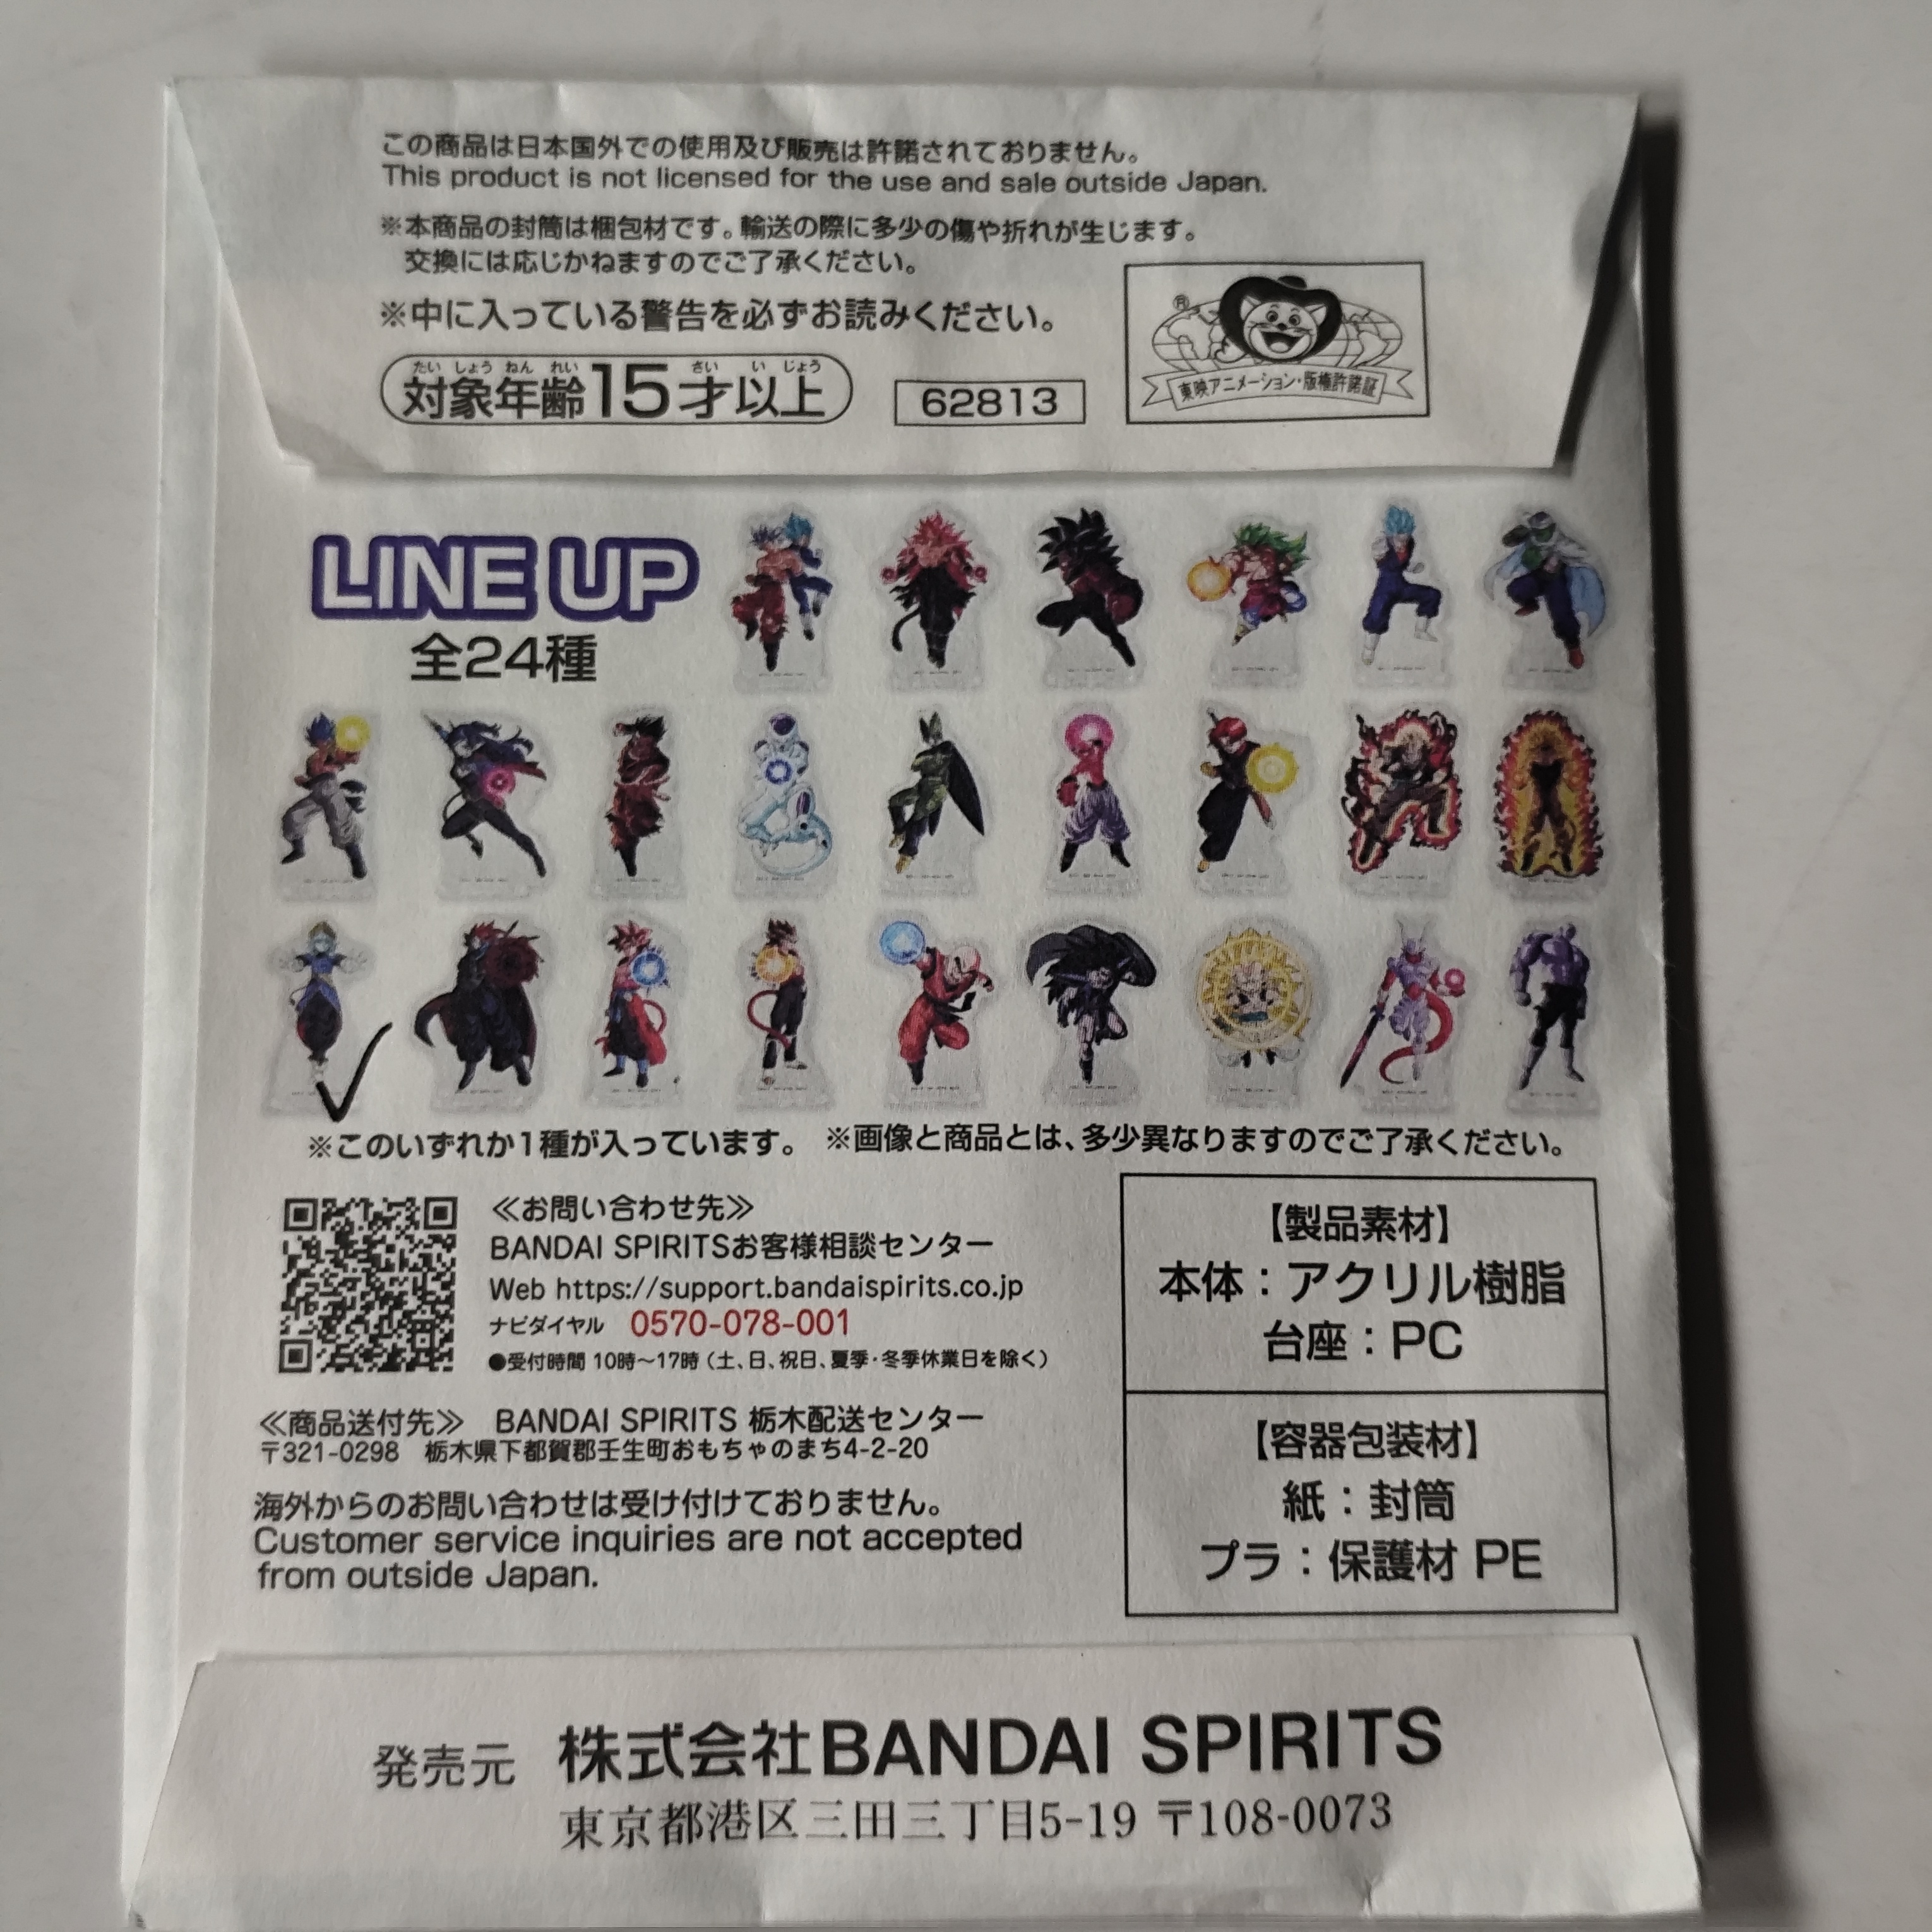 この商品は日本国外での使用及び販売は許諾されておりません。
This product is not licensed for the use and sale outside Japan.
※本商品の封筒は梱包材です。輸送の際に多少の傷や折れが生じます。
交換には応じかねますのでご了承ください。
※中に入っている警告を必ずお読みください。
たいしょうねんれい さい い じょう
対象年齢15才以上
62813
東映アニメーション・版権許諾証
LINE UP
全24種
※このいずれか1種が入っています。 ※画像と商品とは、多少異なりますのでご了承ください。
≪お問い合わせ先≫
BANDAI SPIRITSお客様相談センター
Web https://support.bandaispirits.co.jp
ナビダイヤル 0570-078-001
●受付時間 10時～17時（土、日、祝日、夏季・冬季休業日を除く）
≪商品送付先≫ BANDAI SPIRITS 栃木配送センター
〒321-0298 栃木県下都賀郡壬生町おもちゃのまち4-2-20
海外からのお問い合わせは受け付けておりません。
Customer service inquiries are not accepted
from outside Japan.
【製品素材】
本体：アクリル樹脂
台座：PC
【容器包装材】
紙：封筒
プラ：保護材 PE
発売元 株式会社BANDAI SPIRITS
東京都港区三田三丁目5-19 〒108-0073